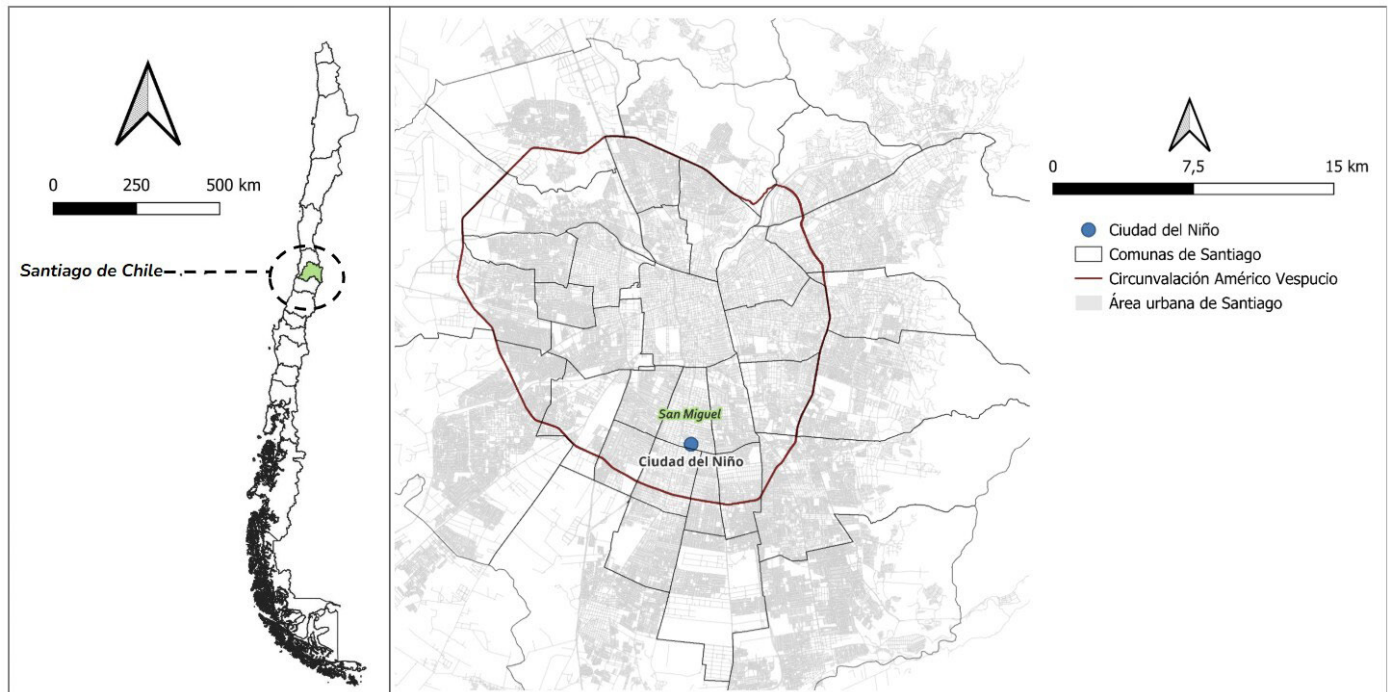 0 250 500 km
Santiago de Chile
San Miguel
Ciudad del Niño
0 7,5 15 km
Ciudad del Niño
Comunas de Santiago
Circunvalación Américo Vespucio
Área urbana de Santiago